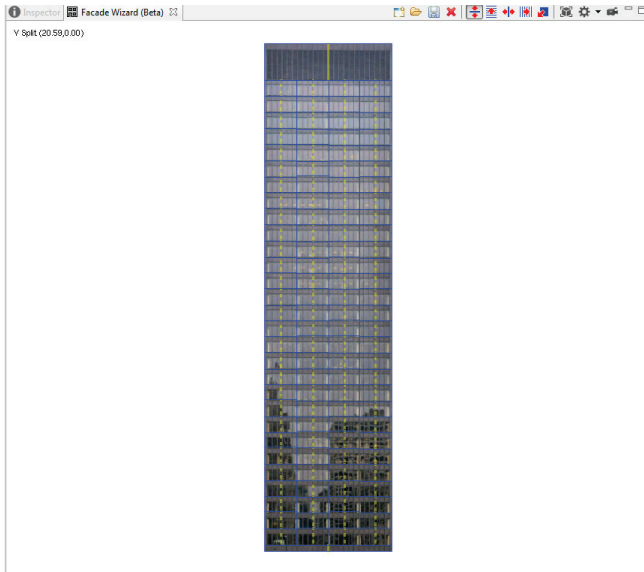 Inspector
Facade Wizard (Beta)
Y Split (20.59,0.00)